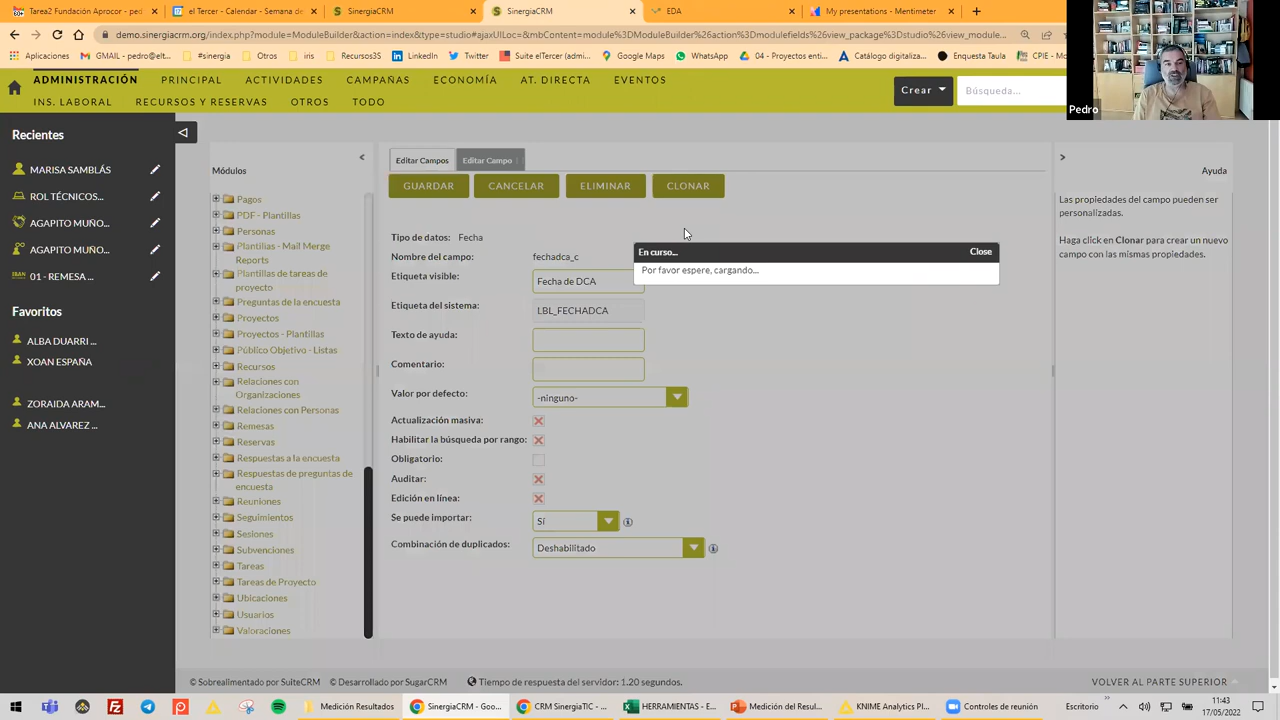 Tarea2 Fundación Aprocor - ped
el Tercer - Calendar - Semana de
SinergiaCRM
SinergiaCRM
EDA
My presentations - Mentimeter
demo.sinergiacrm.org/index.php?module=ModuleBuilder&action=index&type=studio#ajaxUILoc=&mbContent=module%3DModuleBuilder%26action%3Dmodulefields%26view_package%3Dstudio%26view_module...
Aplicaciones
GMAIL - pedro@sin...
#sinergia
Otros
iris
Recursos3S
LinkedIn
Twitter
Suite elTercer (admi...
Google Maps
WhatsApp
04 - Proyectos enti...
Catálogo digitaliza...
Enquesta Taula
CPIE - Mo
ADMINISTRACIÓN PRINCIPAL ACTIVIDADES CAMPAÑAS ECONOMÍA AT. DIRECTA EVENTOS
INS. LABORAL RECURSOS Y RESERVAS OTROS TODO
Crear
Búsqueda...
Pedro
Recientes
MARISA SAMBLÁS
ROL TÉCNICOS...
AGAPITO MUÑO...
AGAPITO MUÑO...
IBAN 01 - REMESA ...
Favoritos
ALBA DUARRI ...
XOAN ESPAÑA
ZORAIDA ARAM...
ANA ALVAREZ ...
Módulos
Pagos
PDF - Plantillas
Personas
Plantillas - Mail Merge
Reports
Plantillas de tareas de
proyecto
Preguntas de la encuesta
Proyectos
Proyectos - Plantillas
Público Objetivo - Listas
Recursos
Relaciones con
Organizaciones
Relaciones con Personas
Remesas
Reservas
Respuestas a la encuesta
Respuestas de preguntas de
encuesta
Reuniones
Seguimientos
Sesiones
Subvenciones
Tareas
Tareas de Proyecto
Ubicaciones
Usuarios
Valoraciones
Editar Campos
Editar Campo
GUARDAR CANCELAR ELIMINAR CLONAR
Tipo de datos: Fecha
Nombre del campo: fechadca_c
Etiqueta visible: Fecha de DCA
Etiqueta del sistema: LBL_FECHADCA
Texto de ayuda:
Comentario:
Valor por defecto: -ninguno-
Actualización masiva:
Habilitar la búsqueda por rango:
Obligatorio:
Auditar:
Edición en línea:
Se puede importar: Sí
Combinación de duplicados: Deshabilitado
En curso...
Close
Por favor espere, cargando...
Ayuda
Las propiedades del campo pueden ser
personalizadas.
Haga click en Clonar para crear un nuevo
campo con las mismas propiedades.
© Sobrealimentado por SuiteCRM
© Desarrollado por SugarCRM
Tiempo de respuesta del servidor: 1.20 segundos.
VOLVER AL PARTE SUPERIOR
Medición Resultados
SinergiaCRM - Goo...
CRM SinergiaTIC - ...
HERRAMIENTAS - E...
Medición del Resul...
KNIME Analytics Pl...
Controles de reunión
Escritorio
11:43
17/05/2022